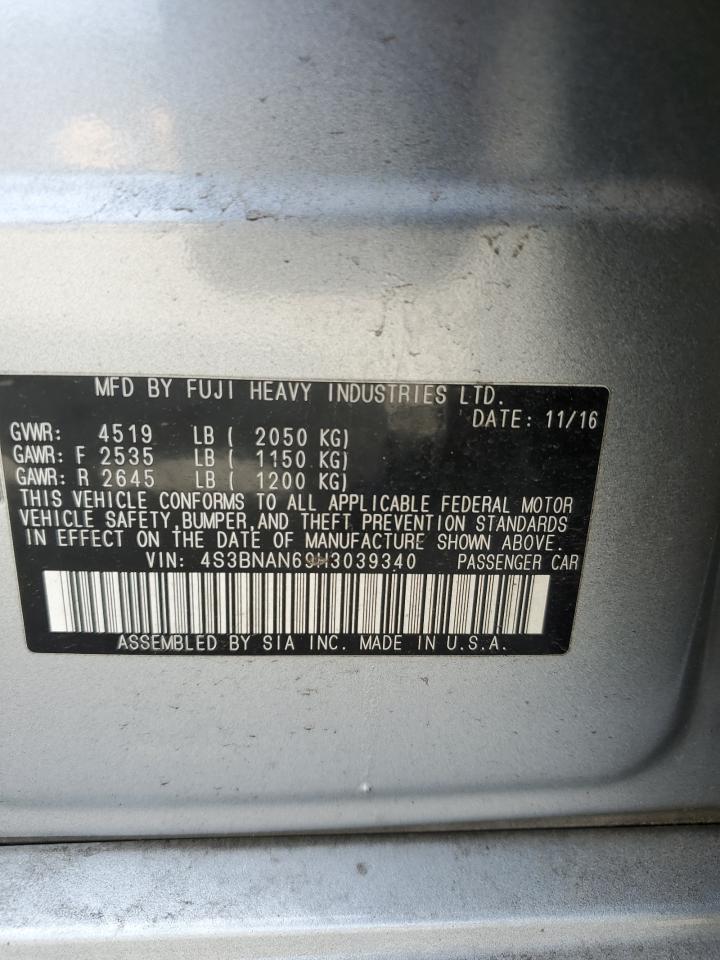 MFD BY FUJI HEAVY INDUSTRIES LTD.
DATE: 11/16
GVWR: 4519 LB ( 2050 KG)
GAWR: F 2535 LB ( 1150 KG)
GAWR: R 2645 LB ( 1200 KG)
THIS VEHICLE CONFORMS TO ALL APPLICABLE FEDERAL MOTOR
VEHICLE SAFETY, BUMPER, AND THEFT PREVENTION STANDARDS
IN EFFECT ON THE DATE OF MANUFACTURE SHOWN ABOVE.
VIN: 4S3BNAN69H3039340 PASSENGER CAR
ASSEMBLED BY SIA INC. MADE IN U.S.A.